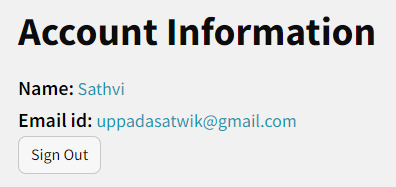 Account Information
Name: Sathvi
Email id: uppadasatwik@gmail.com
Sign Out